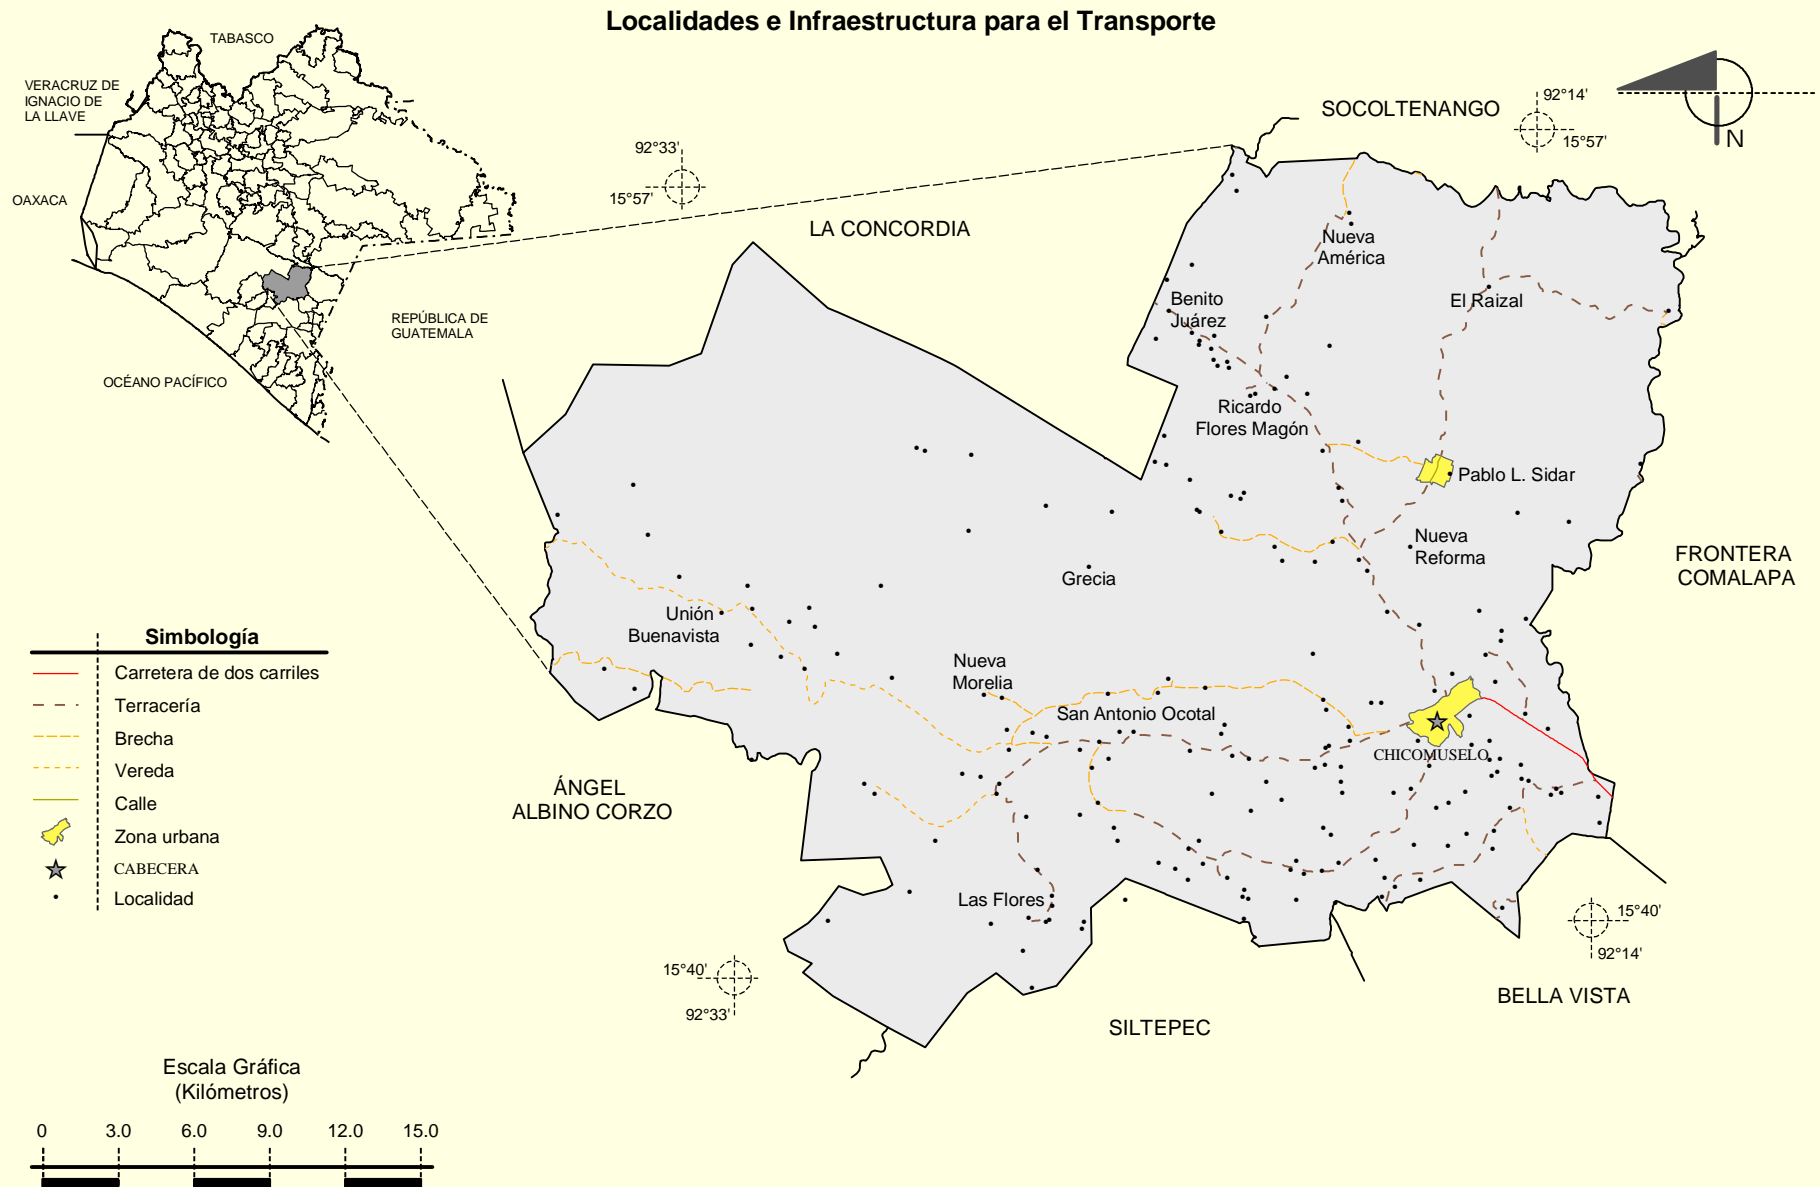 Localidades e Infraestructura para el Transporte
TABASCO
VERACRUZ DE
IGNACIO DE
LA LLAVE
OAXACA
REPÚBLICA DE
GUATEMALA
OCÉANO PACÍFICO
92°33'
15°57'
92°14'
15°57'
N
SOCOLTENANGO
LA CONCORDIA
Nueva
América
Benito
Juárez
El Raizal
Ricardo
Flores Magón
Pablo L. Sidar
Nueva
Reforma
Grecia
FRONTERA
COMALAPA
Unión
Buenavista
Nueva
Morelia
San Antonio Ocotal
CHICOMUSELO
ÁNGEL
ALBINO CORZO
Las Flores
15°40'
92°14'
15°40'
92°33'
BELLA VISTA
SILTEPEC
Simbología
Carretera de dos carriles
Terracería
Brecha
Vereda
Calle
Zona urbana
CABECERA
Localidad
Escala Gráfica
(Kilómetros)
0 3.0 6.0 9.0 12.0 15.0